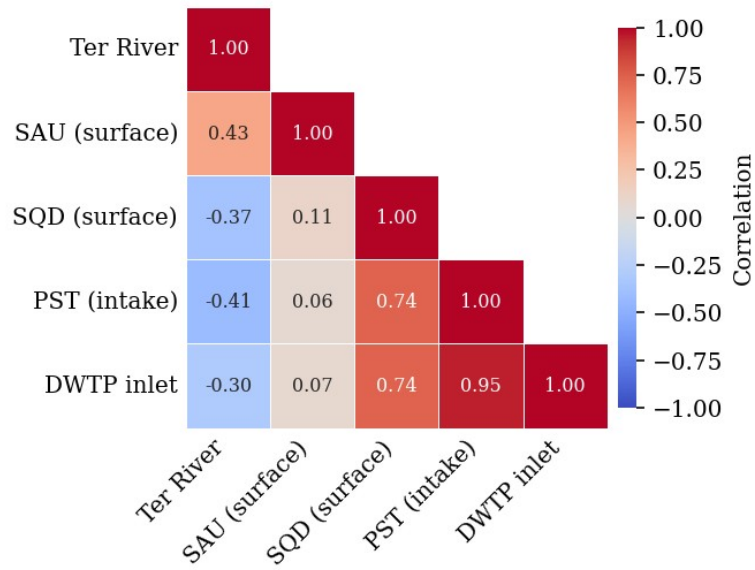 Ter River 1.00
SAU (surface) 0.43 1.00
SQD (surface) -0.37 0.11 1.00
PST (intake) -0.41 0.06 0.74 1.00
DWTP inlet -0.30 0.07 0.74 0.95 1.00
Ter River
SAU (surface)
SQD (surface)
PST (intake)
DWTP inlet
1.00
0.75
0.50
0.25
0.00
−0.25
−0.50
−0.75
−1.00
Correlation